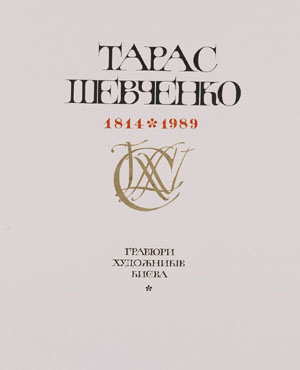 ТАРАС
ШЕВЧЕНКО
1814*1989
ГРАВЮРИ
ХУДОЖНИКІВ
КИЄВА
*